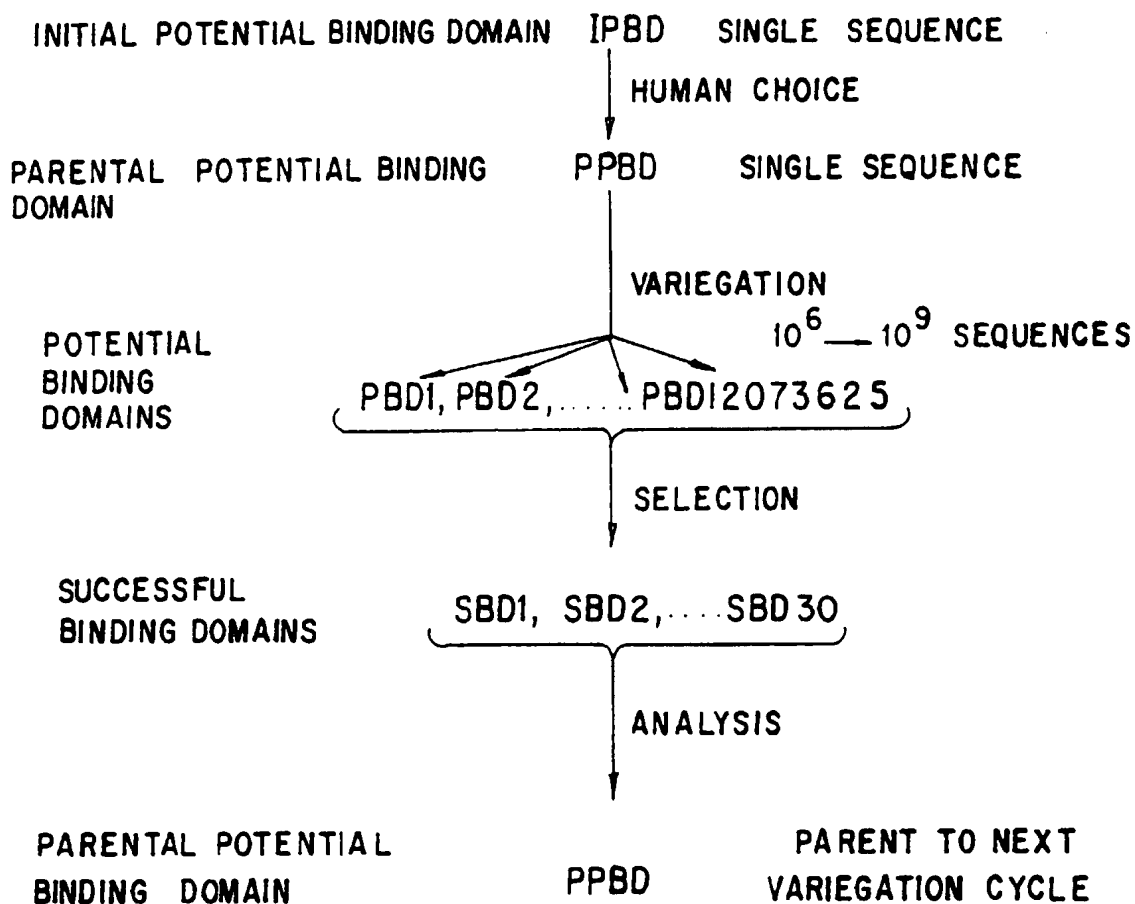 INITIAL POTENTIAL BINDING DOMAIN IPBD SINGLE SEQUENCE
HUMAN CHOICE
PARENTAL POTENTIAL BINDING DOMAIN PPBD SINGLE SEQUENCE
VARIEGATION
10^6 — 10^9 SEQUENCES
POTENTIAL
BINDING
DOMAINS
PBD1, PBD2, ...... PBD12073625
SELECTION
SUCCESSFUL
BINDING DOMAINS
SBD1, SBD2, .... SBD30
ANALYSIS
PARENTAL POTENTIAL
BINDING DOMAIN
PPBD
PARENT TO NEXT
VARIEGATION CYCLE